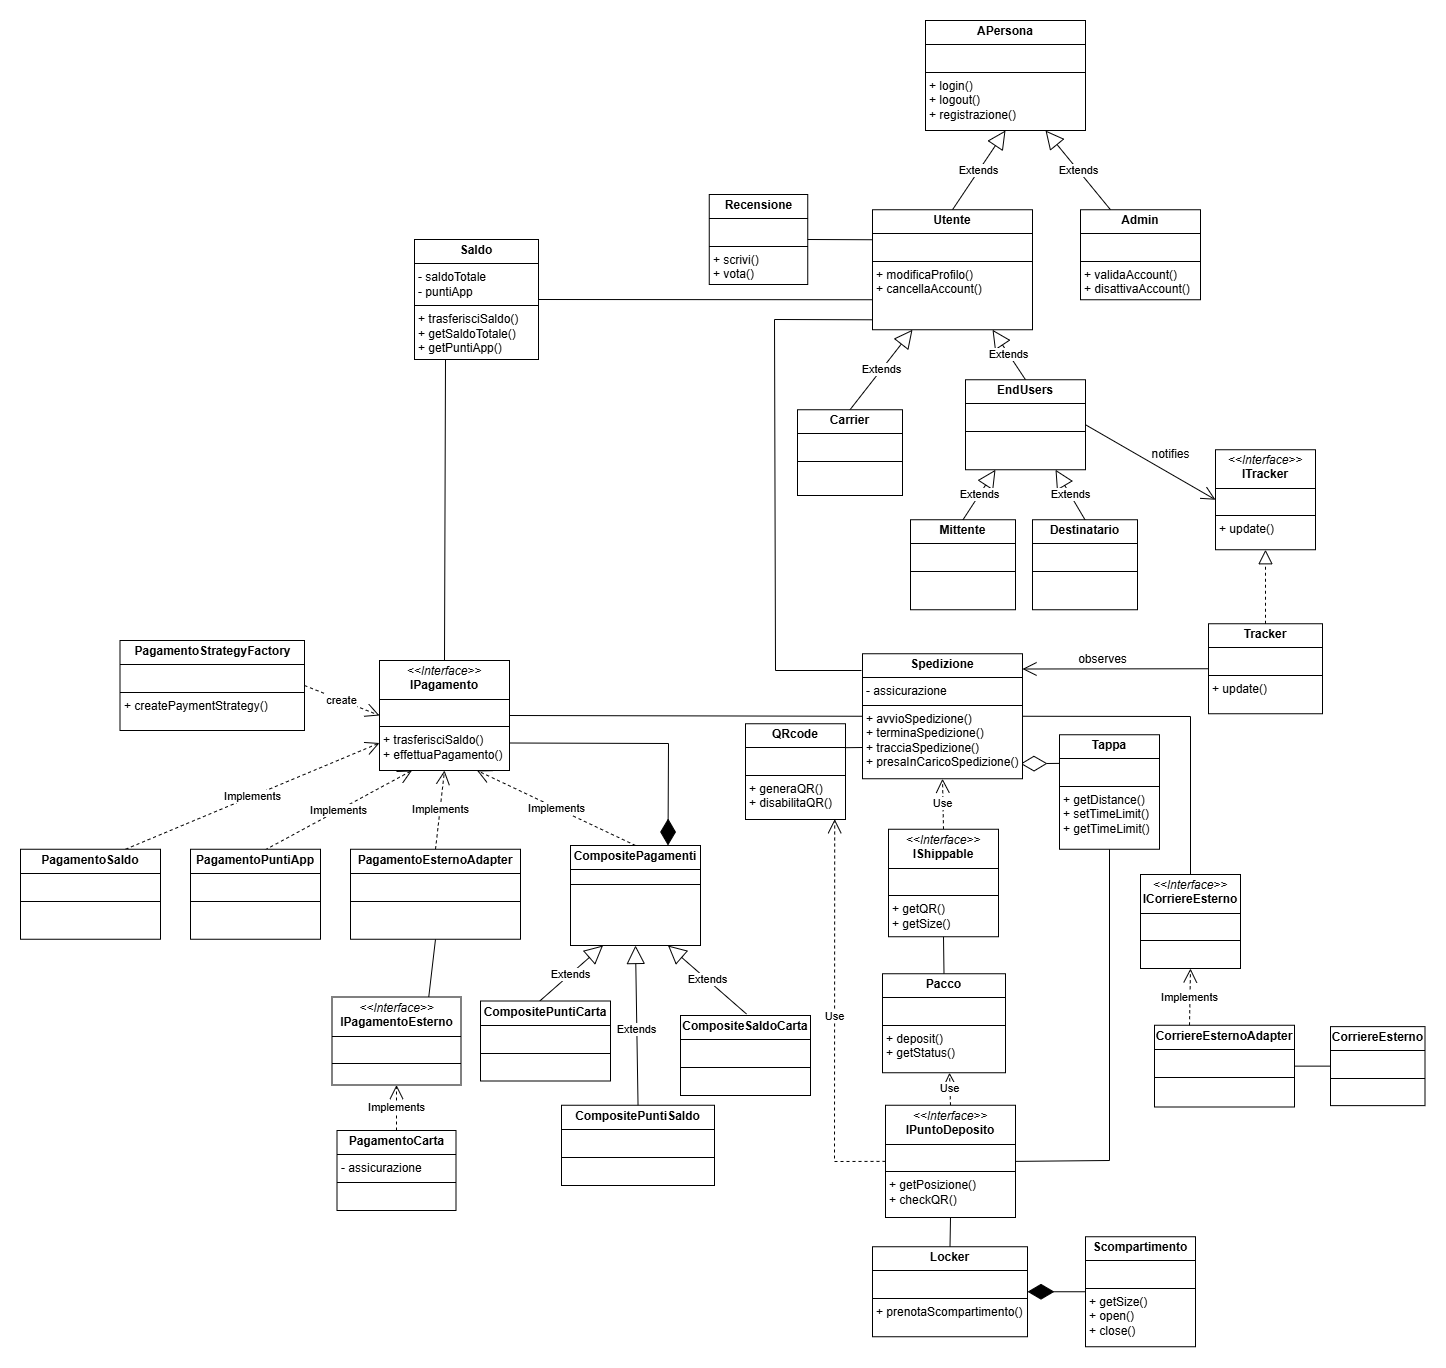 APersona
+ login()
+ logout()
+ registrazione()
Extends
Extends
Recensione
+ scrivi()
+ vota()
Utente
+ modificaProfilo()
+ cancellaAccount()
Admin
+ validaAccount()
+ disattivaAccount()
Saldo
- saldoTotale
- puntiApp
+ trasferisciSaldo()
+ getSaldoTotale()
+ getPuntiApp()
Extends
Extends
Carrier
EndUsers
notifies
<<Interface>>
ITracker
+ update()
Extends
Extends
Mittente
Destinatario
Tracker
+ update()
observes
PagamentoStrategyFactory
+ createPaymentStrategy()
create
<<Interface>>
IPagamento
+ trasferisciSaldo()
+ effettuaPagamento()
Spedizione
- assicurazione
+ avvioSpedizione()
+ terminaSpedizione()
+ tracciaSpedizione()
+ presaInCaricoSpedizione()
QRcode
+ generaQR()
+ disabilitaQR()
Tappa
+ getDistance()
+ setTimeLimit()
+ getTimeLimit()
Implements
Implements
Implements
Implements
Use
PagamentoSaldo
PagamentoPuntiApp
PagamentoEsternoAdapter
CompositePagamenti
<<Interface>>
IShippable
+ getQR()
+ getSize()
<<Interface>>
ICorriereEsterno
Extends
Extends
Extends
Use
Implements
<<Interface>>
IPagamentoEsterno
CompositePuntiCarta
CompositeSaldoCarta
Pacco
+ deposit()
+ getStatus()
CorriereEsternoAdapter
CorriereEsterno
Use
Implements
CompositePuntiSaldo
<<Interface>>
IPuntoDeposito
+ getPosizione()
+ checkQR()
PagamentoCarta
- assicurazione
Locker
+ prenotaScompartimento()
Scompartimento
+ getSize()
+ open()
+ close()